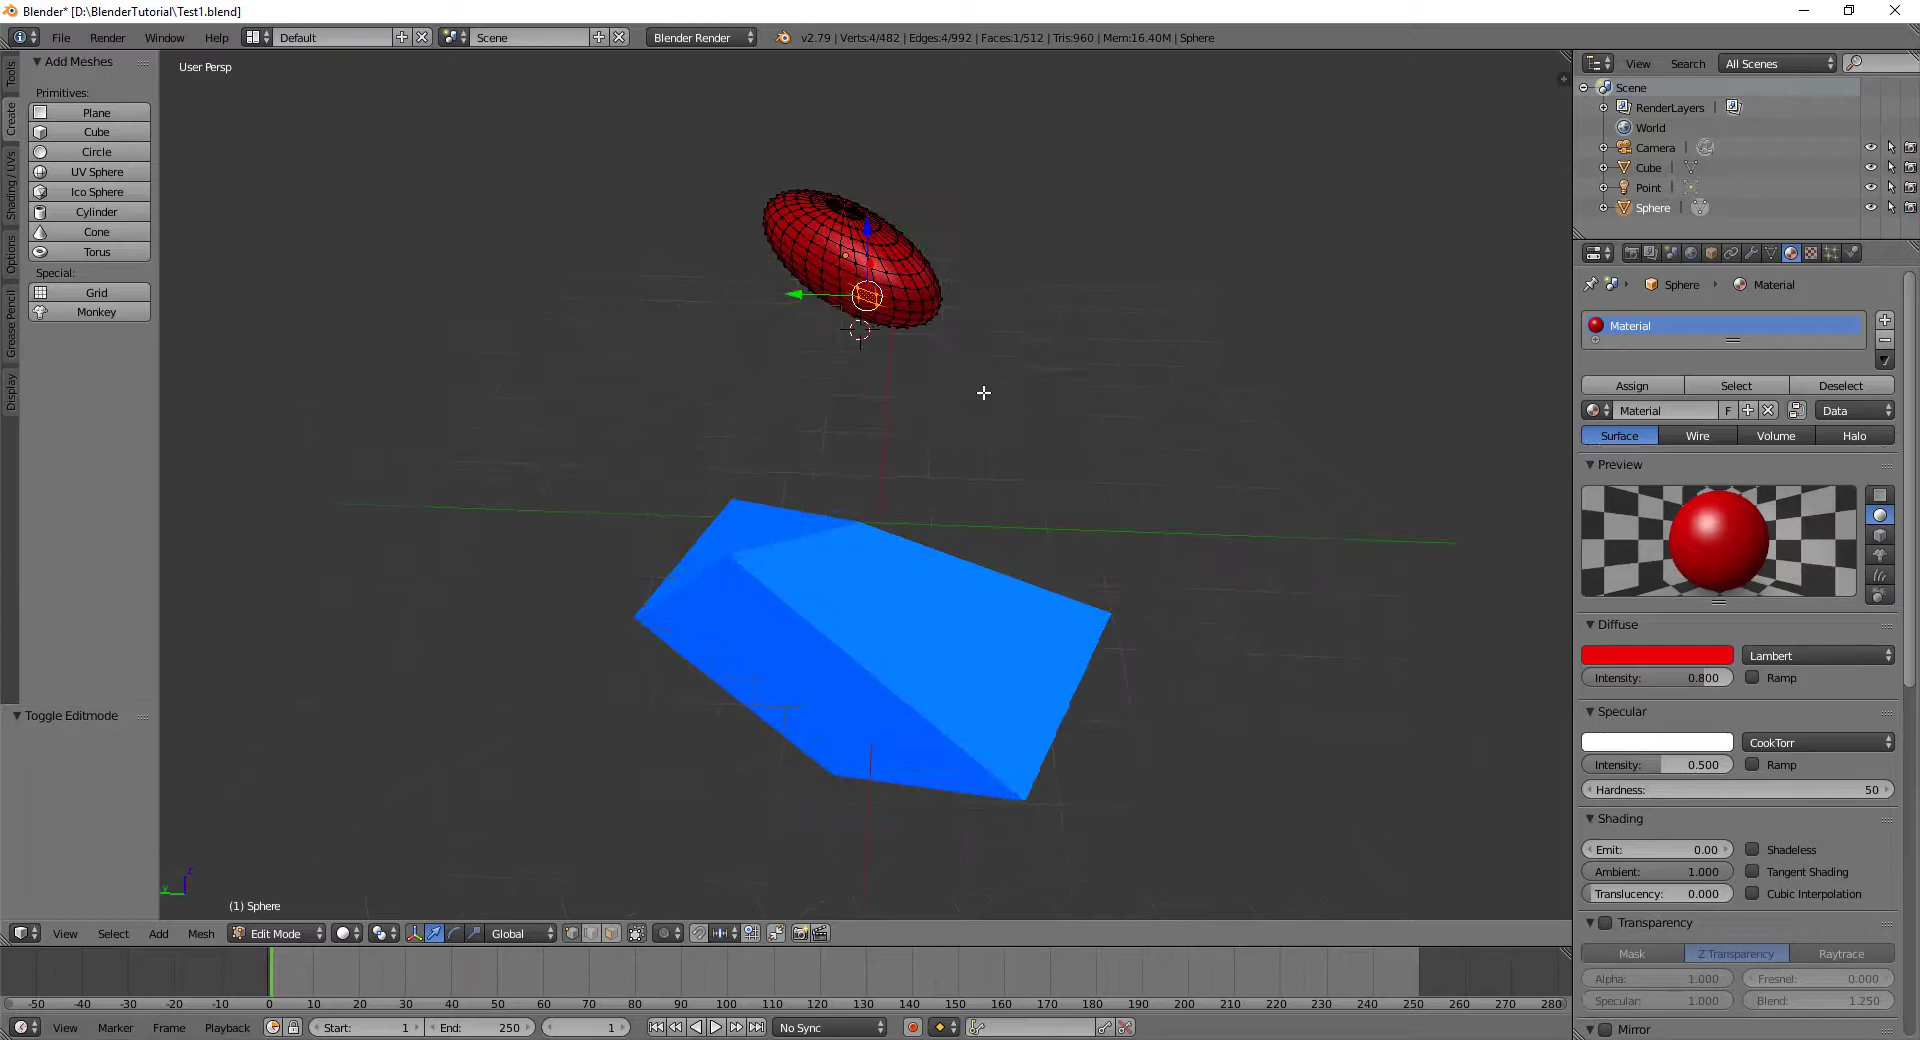 Blender* [D:\BlenderTutorial\Test1.blend]
File Render Window Help Default Scene Blender Render v2.79 | Verts:4/482 | Edges:4/992 | Faces:1/512 | Tris:960 | Mem:16.40M | Sphere
Tools
Create
Shading / UVs
Options
Grease Pencil
Display
Add Meshes
Primitives:
Plane
Cube
Circle
UV Sphere
Ico Sphere
Cylinder
Cone
Torus
Special:
Grid
Monkey
Toggle Editmode
User Persp
(1) Sphere
View Select Add Mesh Edit Mode Global
View Search All Scenes
Scene
RenderLayers
World
Camera
Cube
Point
Sphere
Sphere Material
Material
Assign Select Deselect
Material F Data
Surface Wire Volume Halo
Preview
Diffuse
Lambert
Intensity: 0.800 Ramp
Specular
CookTorr
Intensity: 0.500 Ramp
Hardness: 50
Shading
Emit: 0.00 Shadeless
Ambient: 1.000 Tangent Shading
Translucency: 0.000 Cubic Interpolation
Transparency
Mask Z Transparency Raytrace
Alpha: 1.000 Fresnel: 0.000
Specular: 1.000 Blend: 1.250
Mirror
-50 -40 -30 -20 -10 0 10 20 30 40 50 60 70 80 90 100 110 120 130 140 150 160 170 180 190 200 210 220 230 240 250 260 270 280
View Marker Frame Playback Start: 1 End: 250 1 No Sync